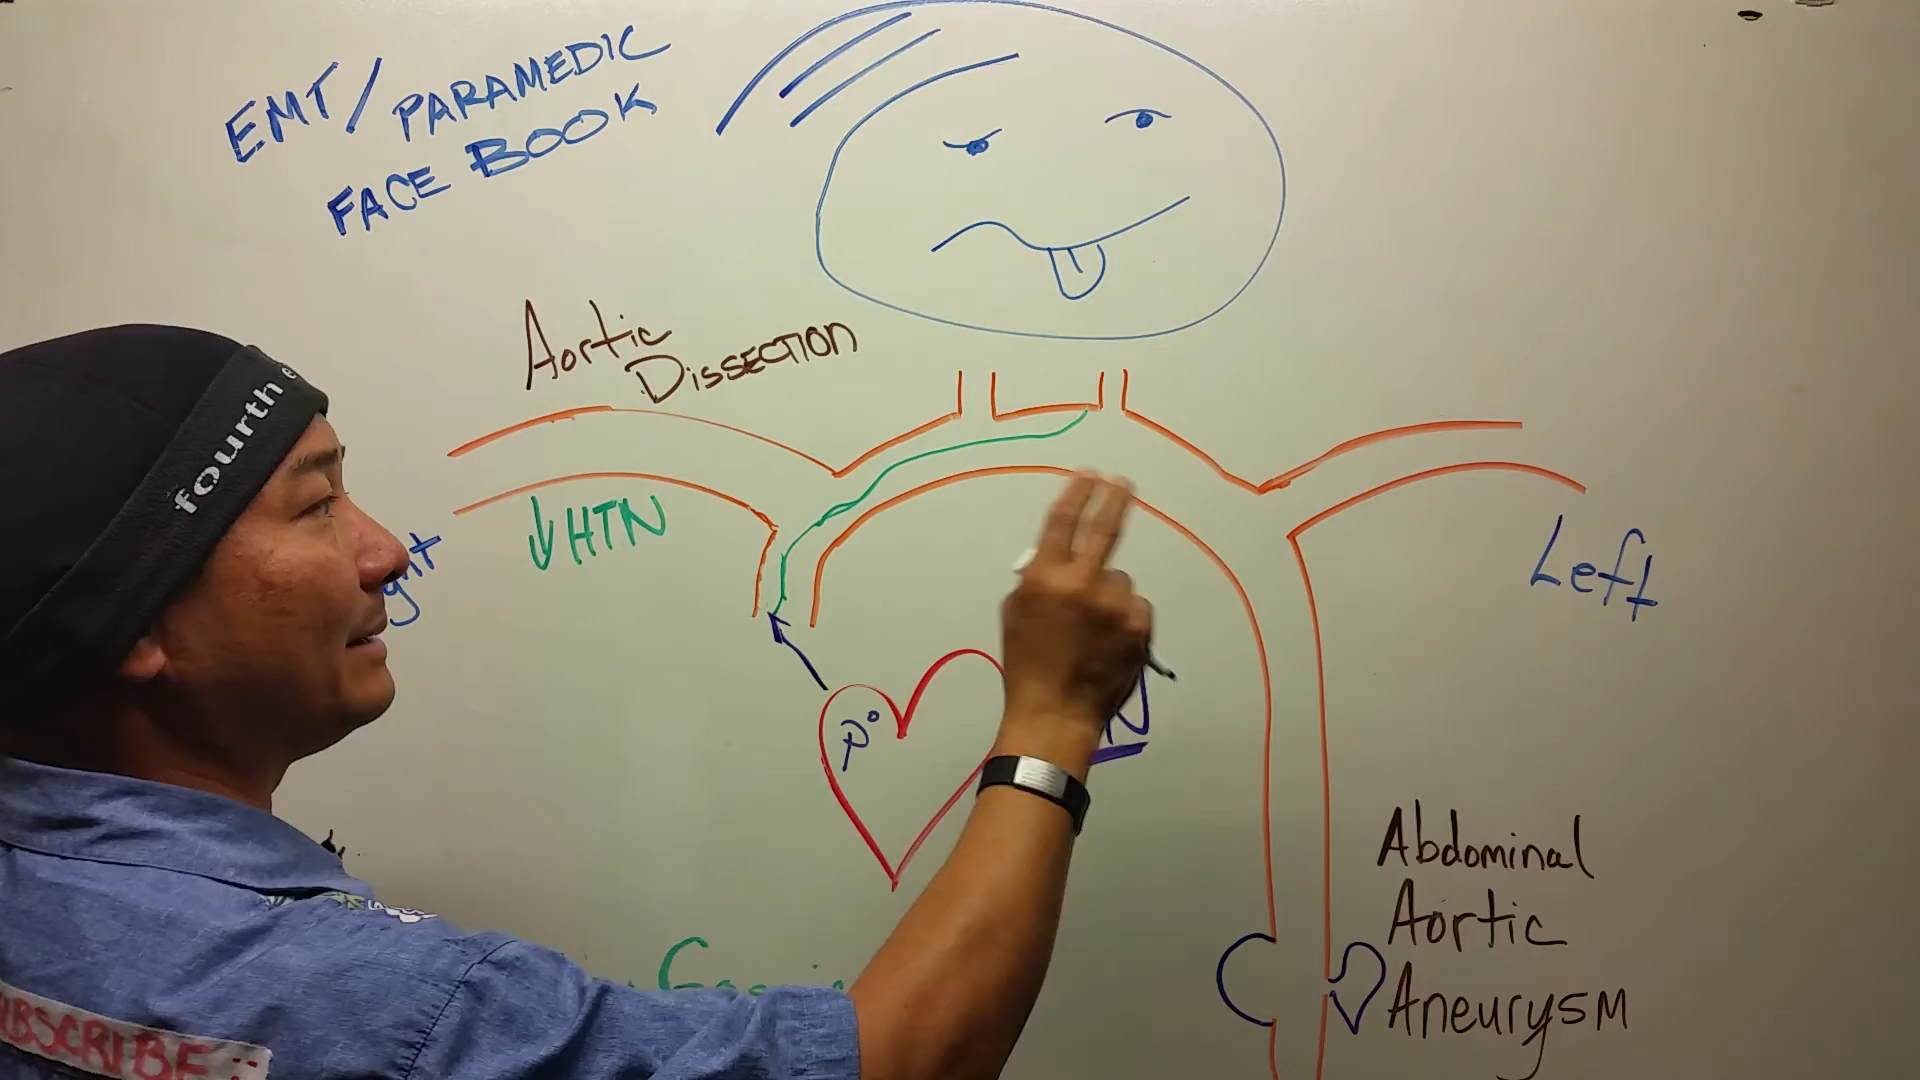 EMT/PARAMEDIC
FACE BOOK
Aortic
DISSECTION
fourth
↓HTN
Left
P°
Abdominal
Aortic
ANeurysM